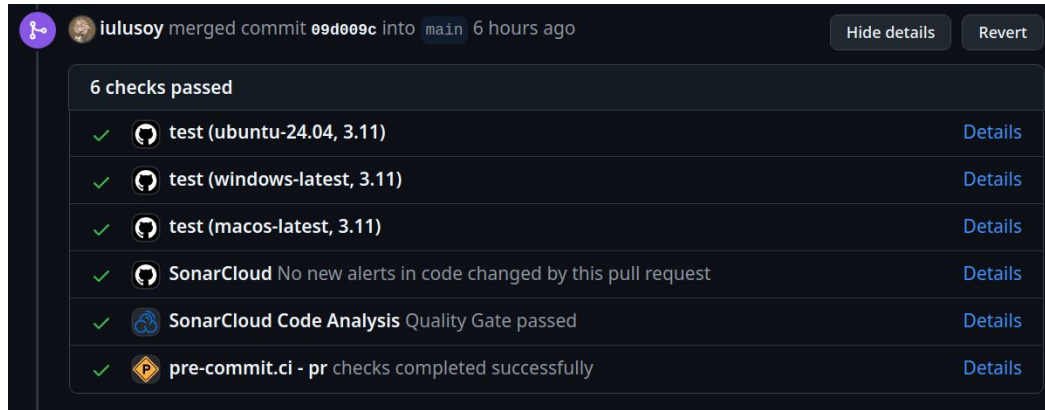 iulusoy merged commit 09d009c into main 6 hours ago
Hide details
Revert
6 checks passed
test (ubuntu-24.04, 3.11) Details
test (windows-latest, 3.11) Details
test (macos-latest, 3.11) Details
SonarCloud No new alerts in code changed by this pull request Details
SonarCloud Code Analysis Quality Gate passed Details
P pre-commit.ci - pr checks completed successfully Details